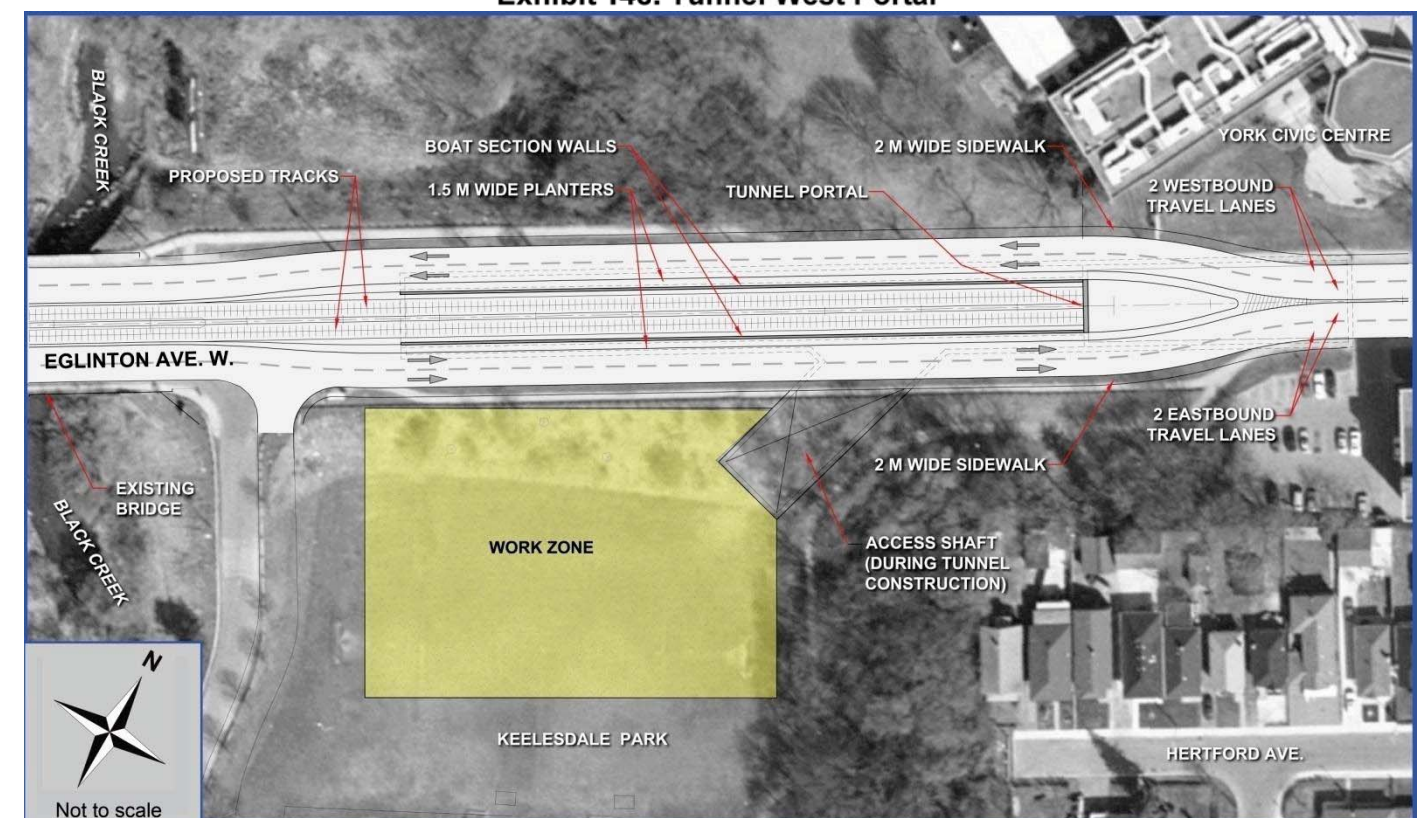 Exhibit 148: Tunnel West Portal
BLACK CREEK
BOAT SECTION WALLS
2 M WIDE SIDEWALK
YORK CIVIC CENTRE
PROPOSED TRACKS
1.5 M WIDE PLANTERS
TUNNEL PORTAL
2 WESTBOUND
TRAVEL LANES
EGLINTON AVE. W.
2 EASTBOUND
TRAVEL LANES
2 M WIDE SIDEWALK
EXISTING
BRIDGE
BLACK CREEK
WORK ZONE
ACCESS SHAFT
(DURING TUNNEL
CONSTRUCTION)
N
KEELESDALE PARK
HERTFORD AVE.
Not to scale